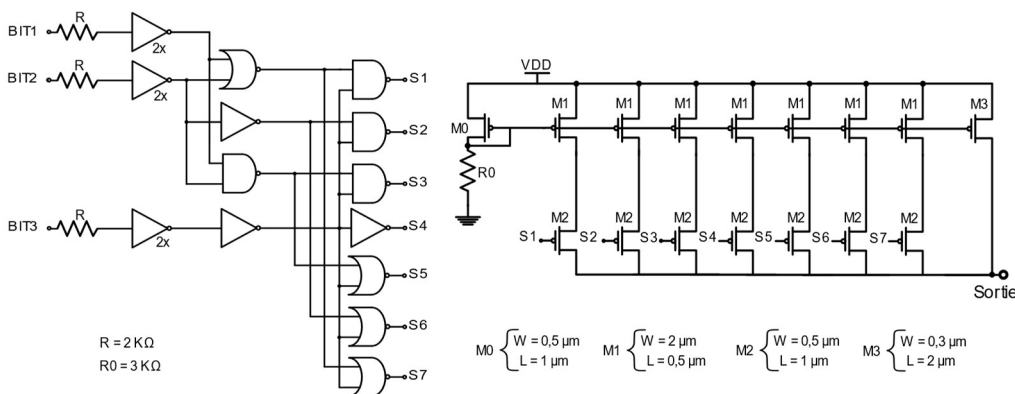 BIT1
R
2x
BIT2
R
2x
BIT3
R
2x
S1
S2
S3
S4
S5
S6
S7
R = 2 KΩ
R0 = 3 KΩ
VDD
M0
R0
M1
M1
M1
M1
M1
M1
M1
M3
S1
M2
S2
M2
S3
M2
S4
M2
S5
M2
S6
M2
S7
M2
Sortie
M0 { W = 0,5 µm
L = 1 µm
M1 { W = 2 µm
L = 0,5 µm
M2 { W = 0,5 µm
L = 1 µm
M3 { W = 0,3 µm
L = 2 µm